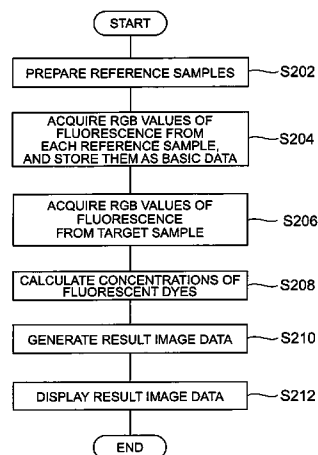 START
PREPARE REFERENCE SAMPLES
S202
ACQUIRE RGB VALUES OF
FLUORESCENCE FROM
EACH REFERENCE SAMPLE,
AND STORE THEM AS BASIC DATA
S204
ACQUIRE RGB VALUES OF
FLUORESCENCE
FROM TARGET SAMPLE
S206
CALCULATE CONCENTRATIONS OF
FLUORESCENT DYES
S208
GENERATE RESULT IMAGE DATA
S210
DISPLAY RESULT IMAGE DATA
S212
END